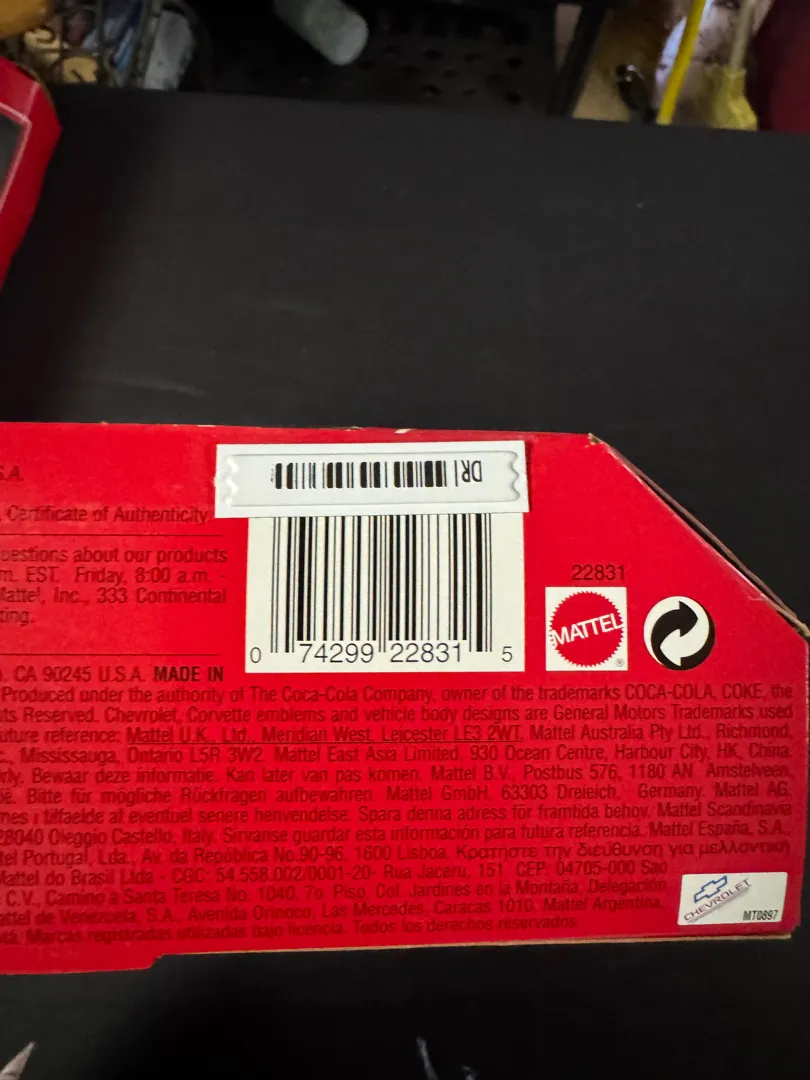 S.A.
Certificate of Authenticity.
uestions about our products
m. EST. Friday, 8:00 a.m. -
Mattel, Inc., 333 Continental
ting.
DRI
22831
MATTEL
®
0 74299 22831 5
CA 90245 U.S.A. MADE IN
Produced under the authority of The Coca-Cola Company, owner of the trademarks COCA-COLA, COKE, the
ts Reserved. Chevrolet, Corvette emblems and vehicle body designs are General Motors Trademarks used
uture reference: Mattel U.K., Ltd., Meridian West, Leicester LE3 2WT. Mattel Australia Pty Ltd., Richmond,
c., Mississauga, Ontario L5R 3W2. Mattel East Asia Limited, 930 Ocean Centre, Harbour City, HK, China.
rly. Bewaar deze informatie. Kan later van pas komen. Mattel B.V., Postbus 576, 1180 AN Amstelveen,
ië. Bitte für mögliche Rückfragen aufbewahren. Mattel GmbH, 63303 Dreieich, Germany. Mattel AG,
mes i tilfælde af eventuel senere henvendelse. Spara denna adress för framtida behov. Mattel Scandinavia
28040 Oleggio Castello, Italy. Sírvanse guardar esta información para futura referencia. Mattel España, S.A.,
tel Portugal, Lda., Av. da República No. 90-96, 1600 Lisboa. Κρατήστε την διεύθυνση για μελλοντική
Mattel do Brasil Ltda - CGC: 54.558.002/0001-20- Rua Jaceru, 151 CEP: 04705-000 Sao
C.V., Camino a Santa Teresa No. 1040, 7o. Piso, Col. Jardines en la Montaña, Delegación
attel de Venezuela, S.A., Avenida Orinoco, Las Mercedes, Caracas 1010. Mattel Argentina,
Marcas registradas utilizadas bajo licencia. Todos los derechos reservados.
CHEVROLET
MT0897